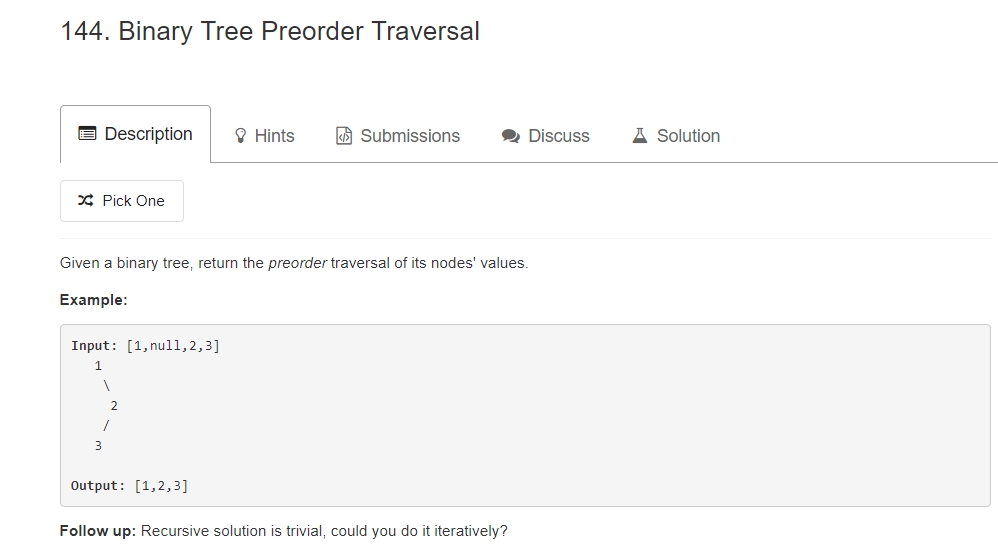 144. Binary Tree Preorder Traversal
Description Hints Submissions Discuss Solution
Pick One
Given a binary tree, return the preorder traversal of its nodes' values.
Example:
Input: [1,null,2,3]
   1
    \
     2
    /
   3
Output: [1,2,3]
Follow up: Recursive solution is trivial, could you do it iteratively?